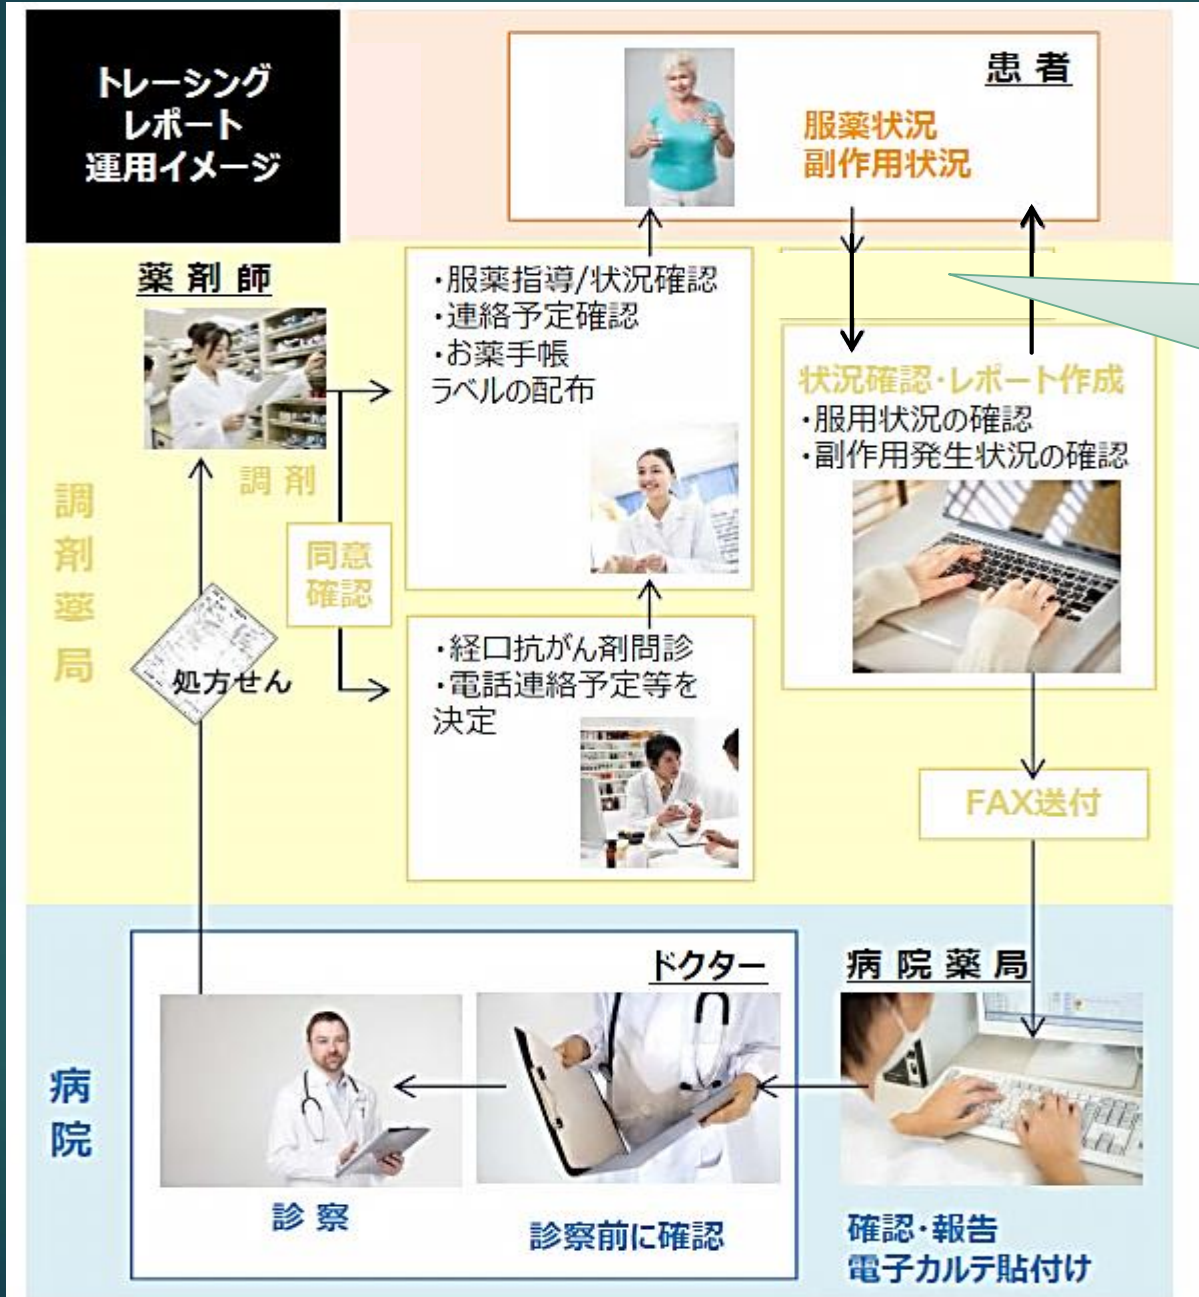 トレーシング
レポート
運用イメージ
患者
服薬状況
副作用状況
薬剤師
・服薬指導/状況確認
・連絡予定確認
・お薬手帳
ラベルの配布
状況確認・レポート作成
・服用状況の確認
・副作用発生状況の確認
調剤
調剤薬局
同意
確認
処方せん
・経口抗がん剤問診
・電話連絡予定等を
決定
FAX送付
ドクター
病院薬局
病院
診察
診察前に確認
確認・報告
電子カルテ貼付け